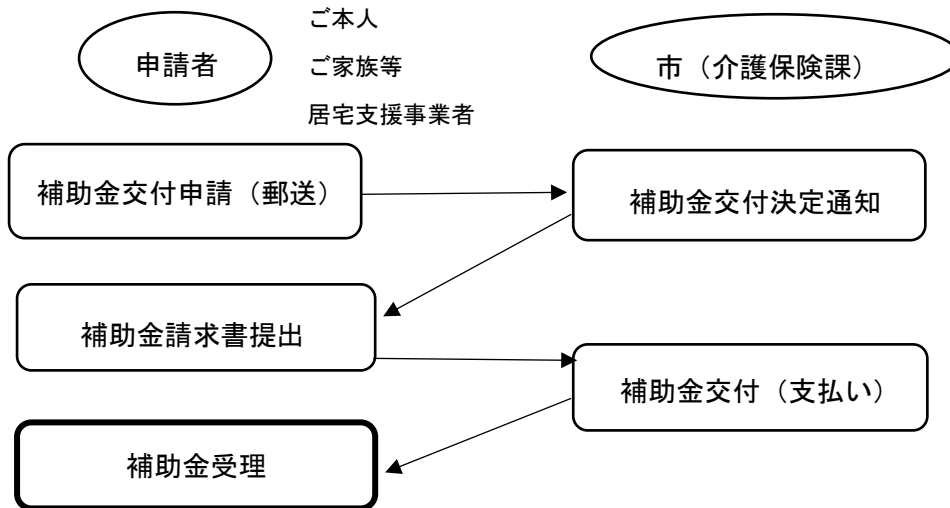 ご本人
申請者
ご家族等
市（介護保険課）
居宅支援事業者
補助金交付申請（郵送）
補助金交付決定通知
補助金請求書提出
補助金交付（支払い）
補助金受理